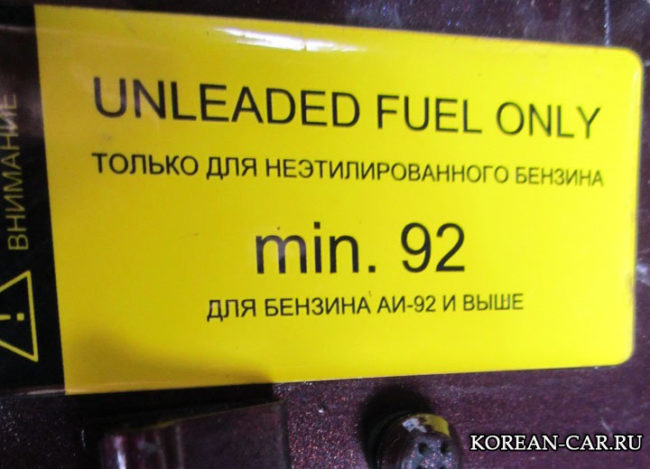 ВНИМАНИЕ
UNLEADED FUEL ONLY
ТОЛЬКО ДЛЯ НЕЭТИЛИРОВАННОГО БЕНЗИНА
min. 92
ДЛЯ БЕНЗИНА АИ-92 И ВЫШЕ
KOREAN-CAR.RU